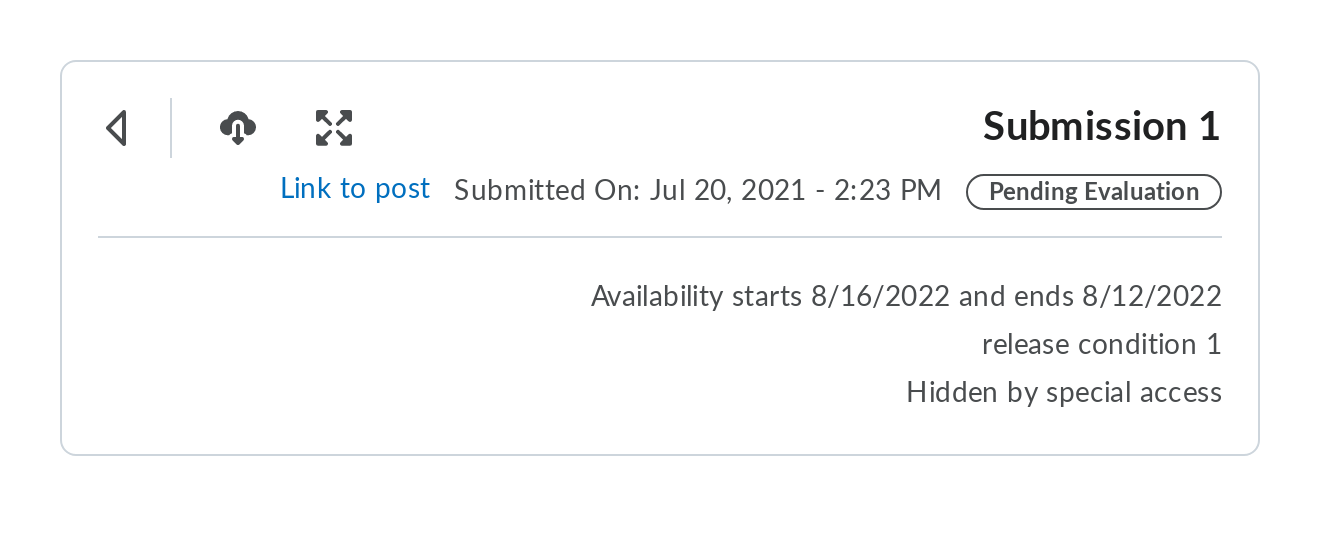 Submission 1
Link to post Submitted On: Jul 20, 2021 - 2:23 PM Pending Evaluation
Availability starts 8/16/2022 and ends 8/12/2022
release condition 1
Hidden by special access